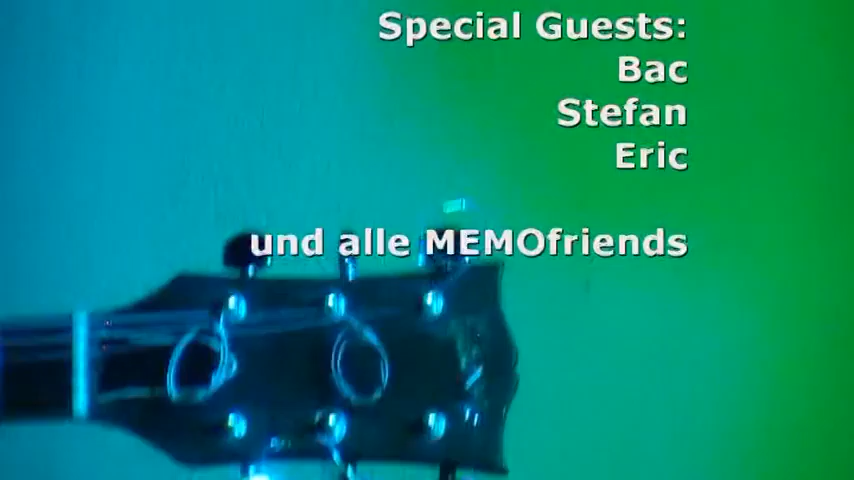 Special Guests:
Bac
Stefan
Eric
und alle MEMOfriends